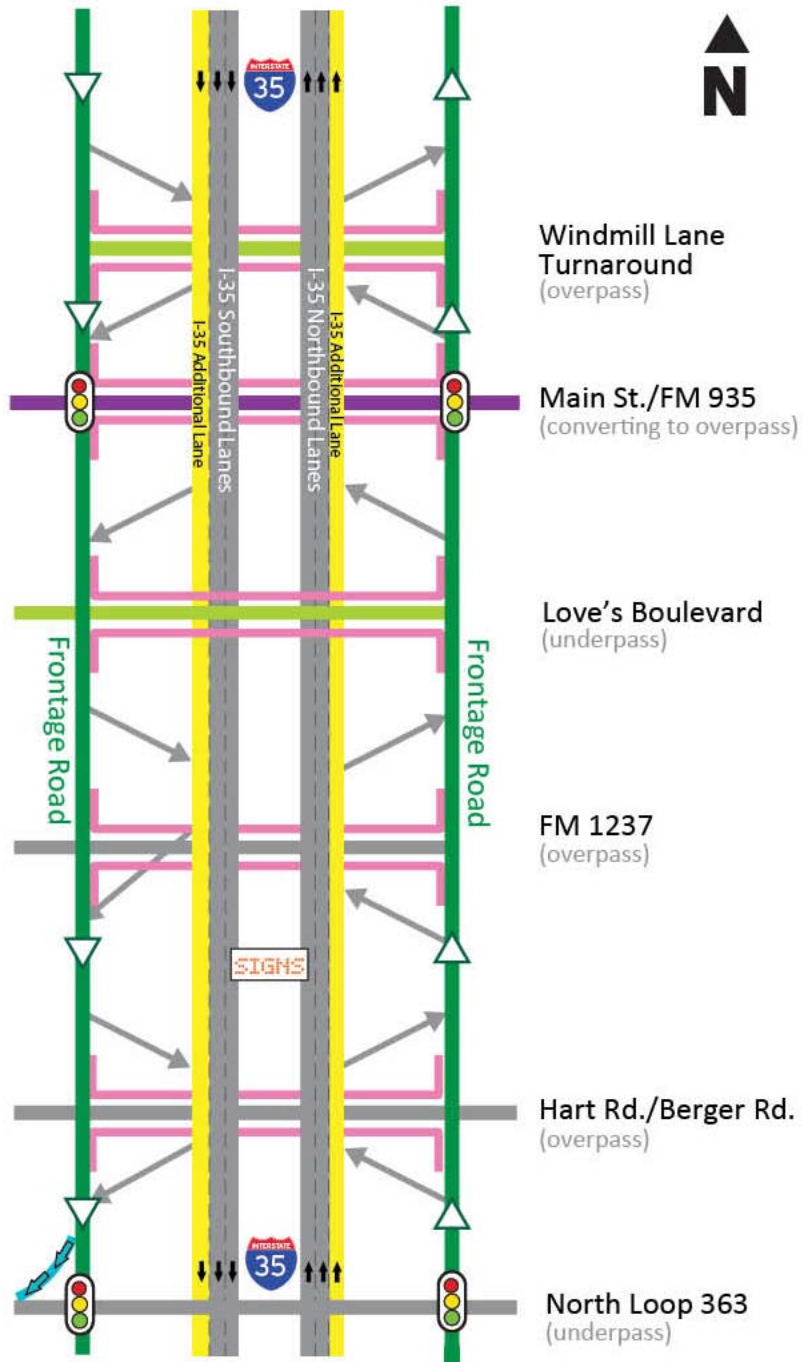 INTERSTATE
35
N
Windmill Lane
Turnaround
(overpass)
I-35 Additional Lane
I-35 Southbound Lanes
I-35 Northbound Lanes
I-35 Additional Lane
Main St./FM 935
(converting to overpass)
Love's Boulevard
(underpass)
Frontage Road
Frontage Road
FM 1237
(overpass)
SIGNS
Hart Rd./Berger Rd.
(overpass)
INTERSTATE
35
North Loop 363
(underpass)